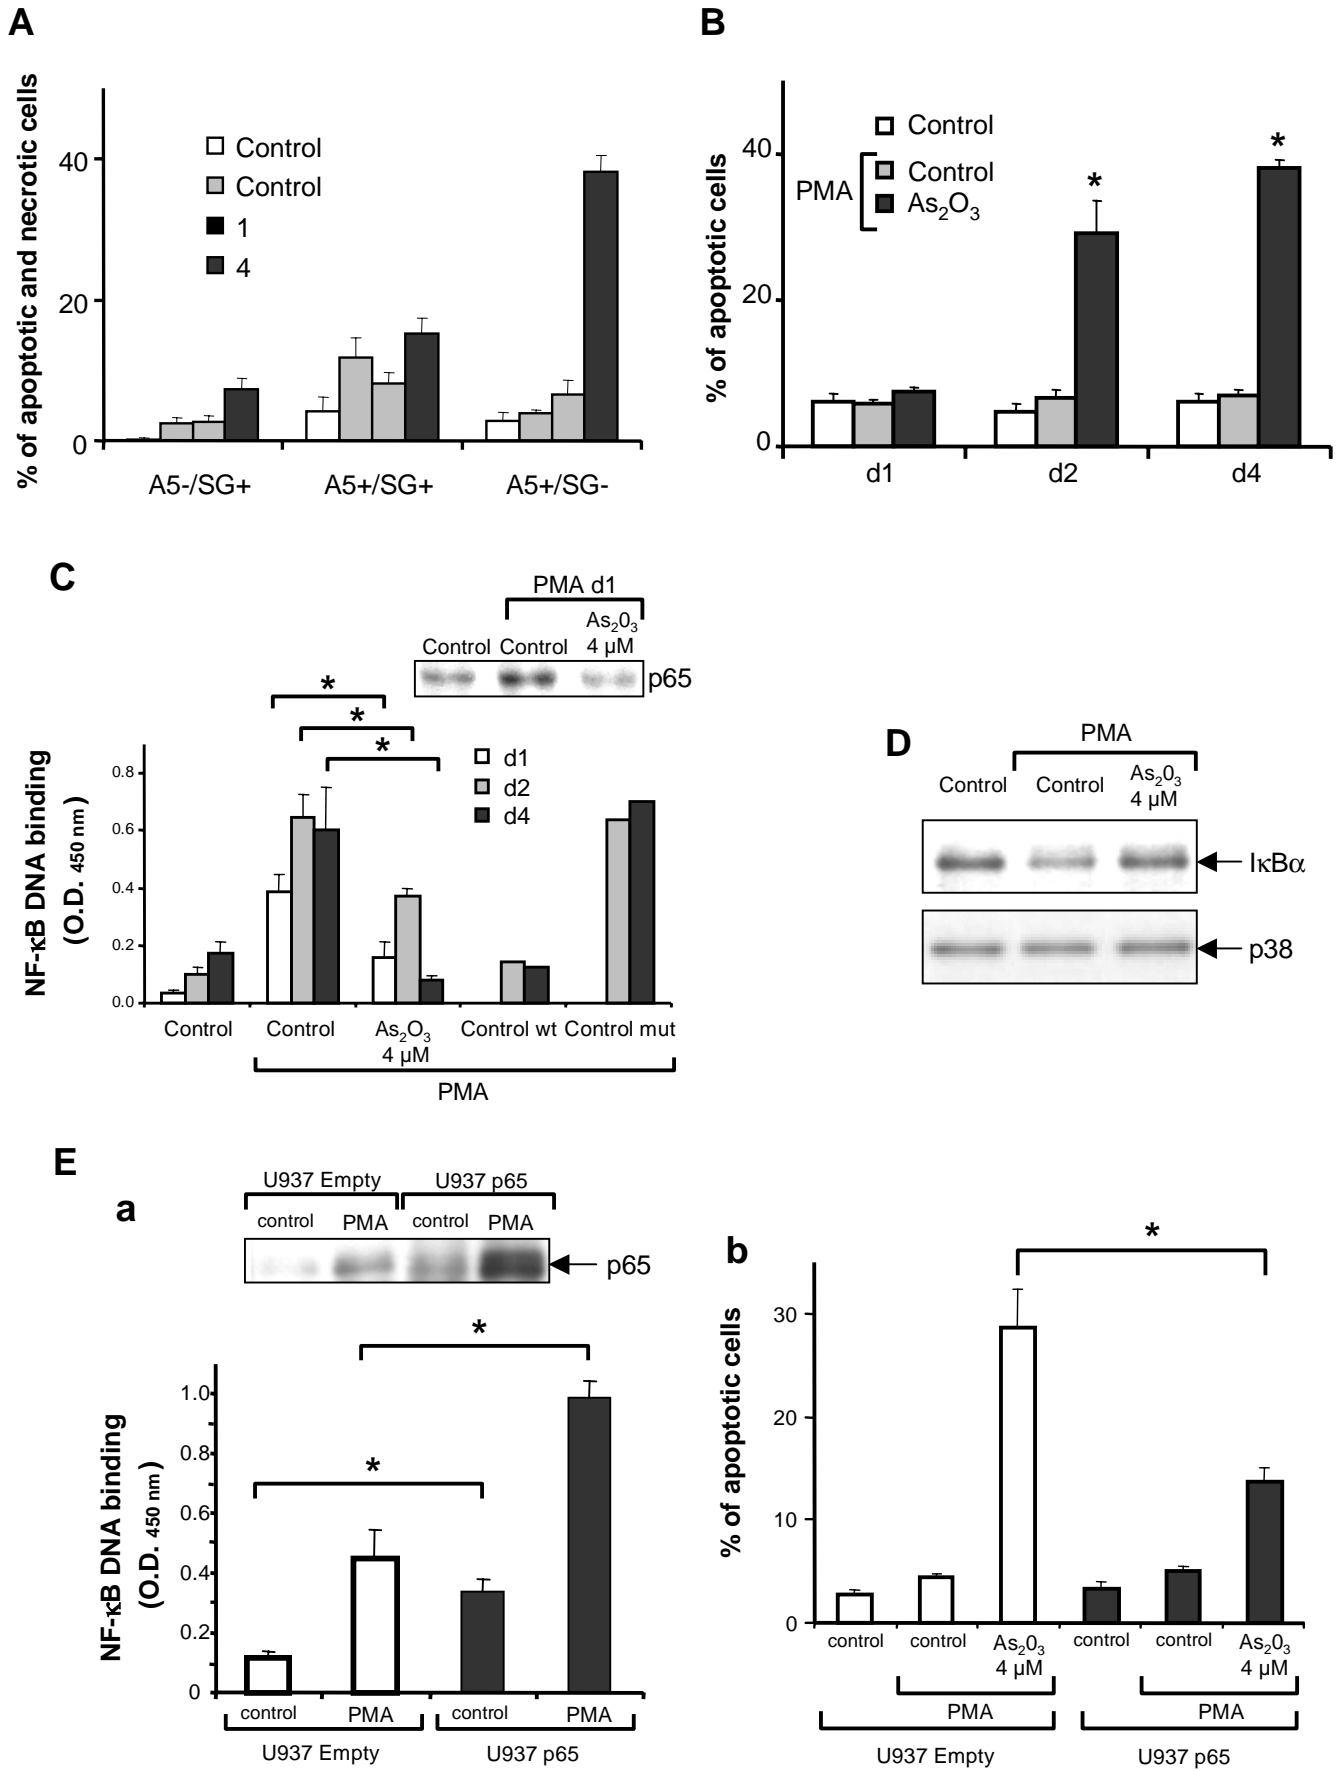 A
% of apoptotic and necrotic cells
40
20
0
Control
Control
1
4
A5-/SG+
A5+/SG+
A5+/SG-
B
% of apoptotic cells
40
20
0
Control
PMA
Control
As2O3
*
*
d1
d2
d4
C
PMA d1
Control
Control
As2O3
4 µM
p65
*
*
*
NF-κB DNA binding
(O.D. 450 nm)
0.8
0.6
0.4
0.2
0.0
d1
d2
d4
Control
Control
As2O3
4 µM
Control wt
Control mut
PMA
D
PMA
Control
Control
As2O3
4 µM
IκBα
p38
E
a
U937 Empty
U937 p65
control
PMA
control
PMA
p65
*
*
NF-κB DNA binding
(O.D. 450 nm)
1.0
0.8
0.6
0.4
0.2
0
control
PMA
control
PMA
U937 Empty
U937 p65
b
*
% of apoptotic cells
30
20
10
0
control
control
As2O3
4 µM
control
control
As2O3
4 µM
PMA
PMA
U937 Empty
U937 p65